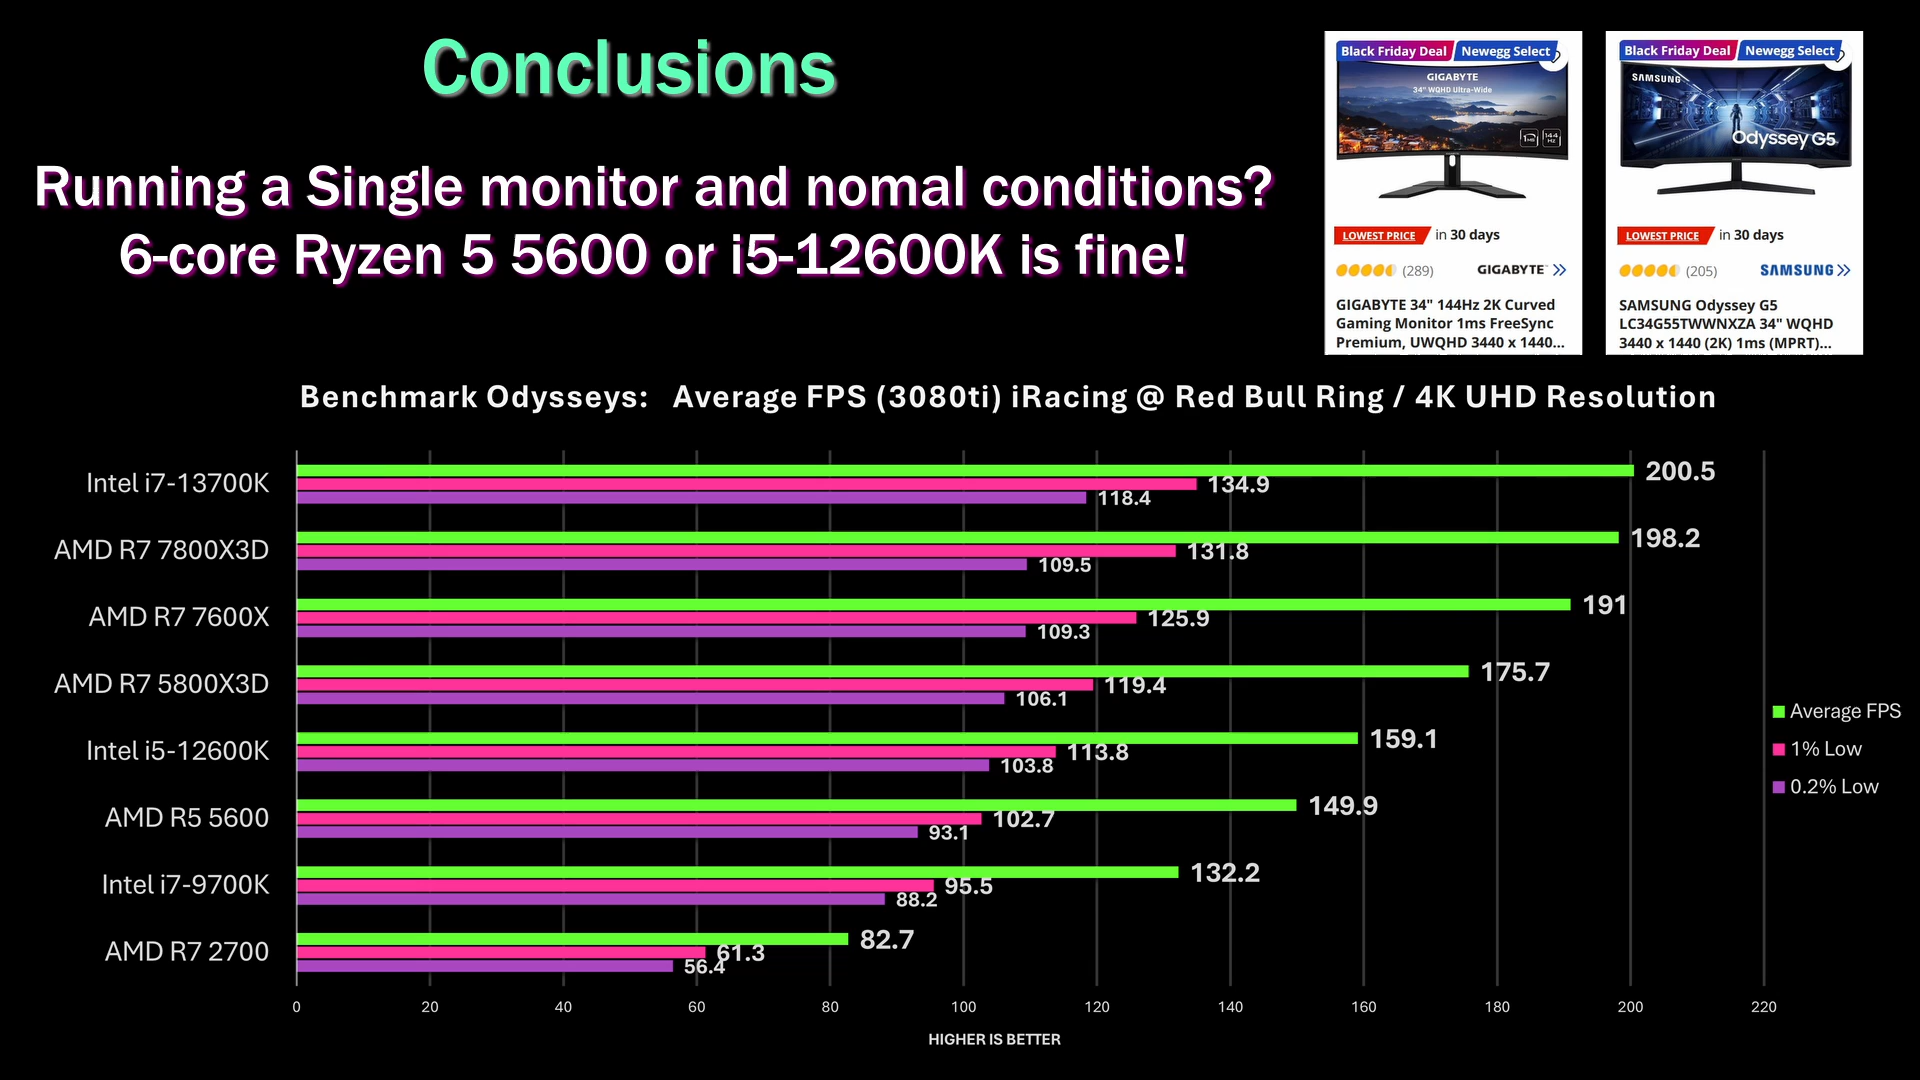 Conclusions
Running a Single monitor and nomal conditions?
6-core Ryzen 5 5600 or i5-12600K is fine!
Black Friday Deal Newegg Select
GIGABYTE
34" WQHD Ultra-Wide
1ms 144 Hz
LOWEST PRICE in 30 days
(289) GIGABYTE
GIGABYTE 34" 144Hz 2K Curved
Gaming Monitor 1ms FreeSync
Premium, UWQHD 3440 x 1440...
Black Friday Deal Newegg Select
SAMSUNG
Odyssey G5
LOWEST PRICE in 30 days
(205) SAMSUNG
SAMSUNG Odyssey G5
LC34G55TWWNXZA 34" WQHD
3440 x 1440 (2K) 1ms (MPRT)...
Benchmark Odysseys: Average FPS (3080ti) iRacing @ Red Bull Ring / 4K UHD Resolution
Intel i7-13700K 200.5
134.9
118.4
AMD R7 7800X3D 198.2
131.8
109.5
AMD R7 7600X 191
125.9
109.3
AMD R7 5800X3D 175.7
119.4
106.1
Intel i5-12600K 159.1
113.8
103.8
AMD R5 5600 149.9
102.7
93.1
Intel i7-9700K 132.2
95.5
88.2
AMD R7 2700 82.7
61.3
56.4
Average FPS
1% Low
0.2% Low
0 20 40 60 80 100 120 140 160 180 200 220
HIGHER IS BETTER